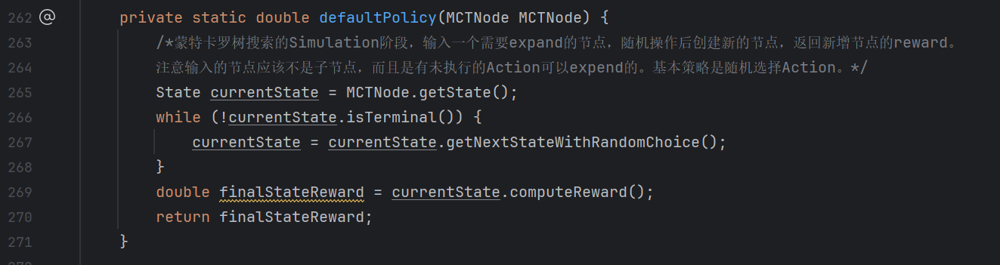 262 @ private static double defaultPolicy(MCTNode MCTNode) {
263 /*蒙特卡罗树搜索的Simulation阶段，输入一个需要expand的节点，随机操作后创建新的节点，返回新增节点的reward。
264 注意输入的节点应该不是子节点，而且是有未执行的Action可以expend的。基本策略是随机选择Action。*/
265 State currentState = MCTNode.getState();
266 while (!currentState.isTerminal()) {
267 currentState = currentState.getNextStateWithRandomChoice();
268 }
269 double finalStateReward = currentState.computeReward();
270 return finalStateReward;
271 }